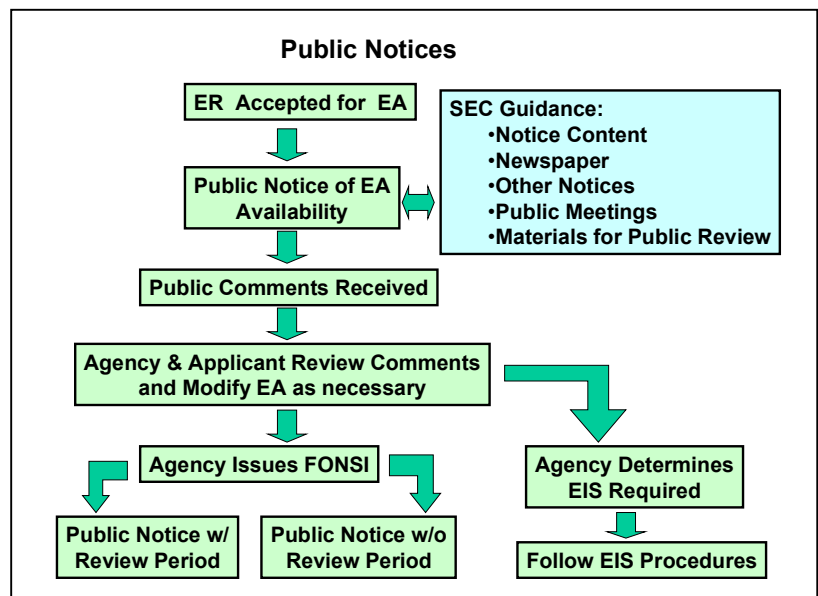 Public Notices
ER Accepted for EA
SEC Guidance:
•Notice Content
•Newspaper
•Other Notices
•Public Meetings
•Materials for Public Review
Public Notice of EA
Availability
Public Comments Received
Agency & Applicant Review Comments
and Modify EA as necessary
Agency Issues FONSI
Agency Determines
EIS Required
Public Notice w/
Review Period
Public Notice w/o
Review Period
Follow EIS Procedures